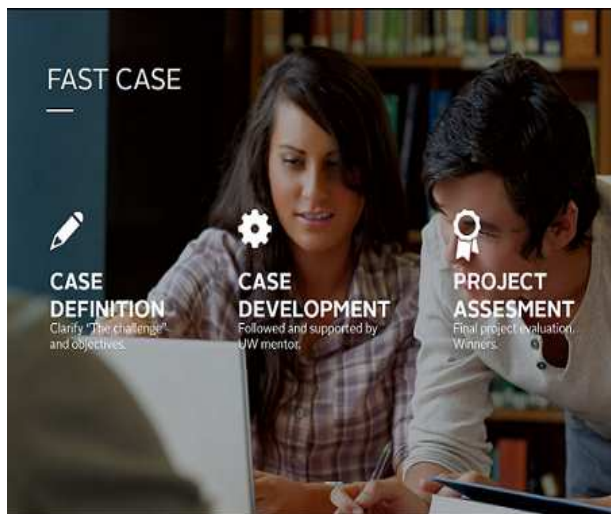 FAST CASE
CASE
DEFINITION
Clarify "The challenge"
and objectives.
CASE
DEVELOPMENT
Followed and supported by
UW mentor.
PROJECT
ASSESMENT
Final project evaluation.
Winners.